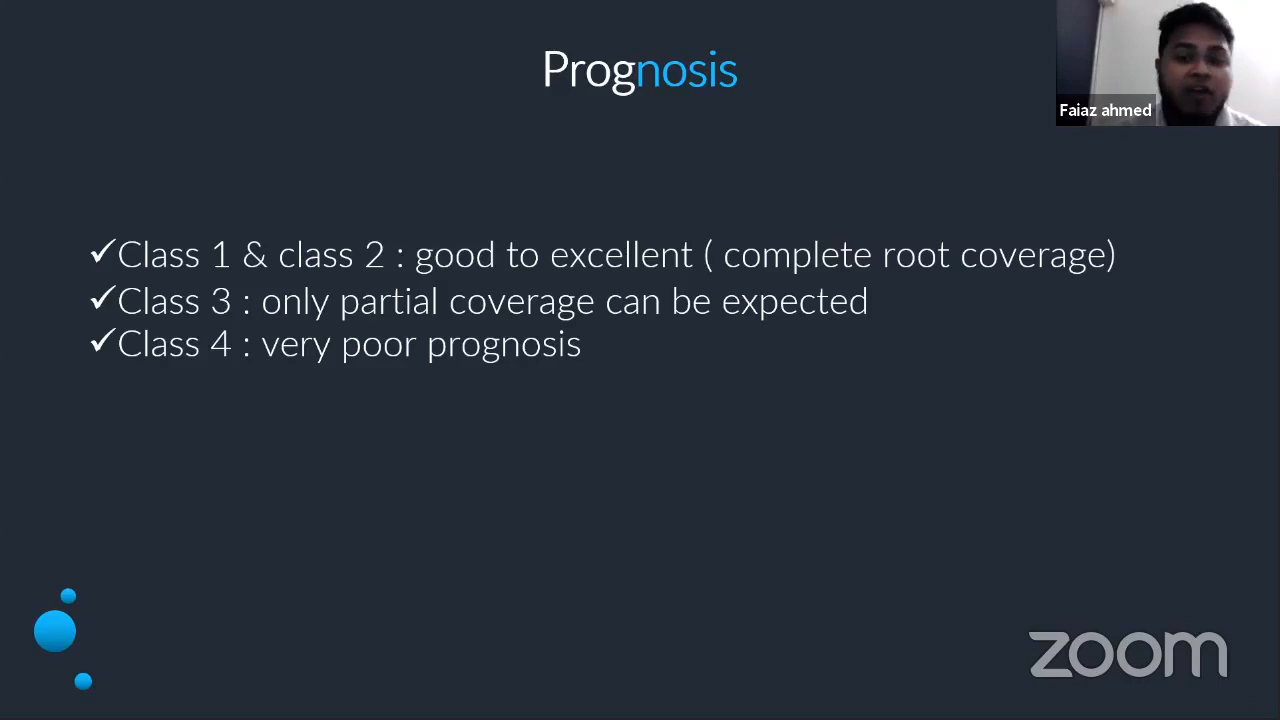 Prognosis
Faiaz ahmed
✓Class 1 & class 2 : good to excellent ( complete root coverage)
✓Class 3 : only partial coverage can be expected
✓Class 4 : very poor prognosis
zoom